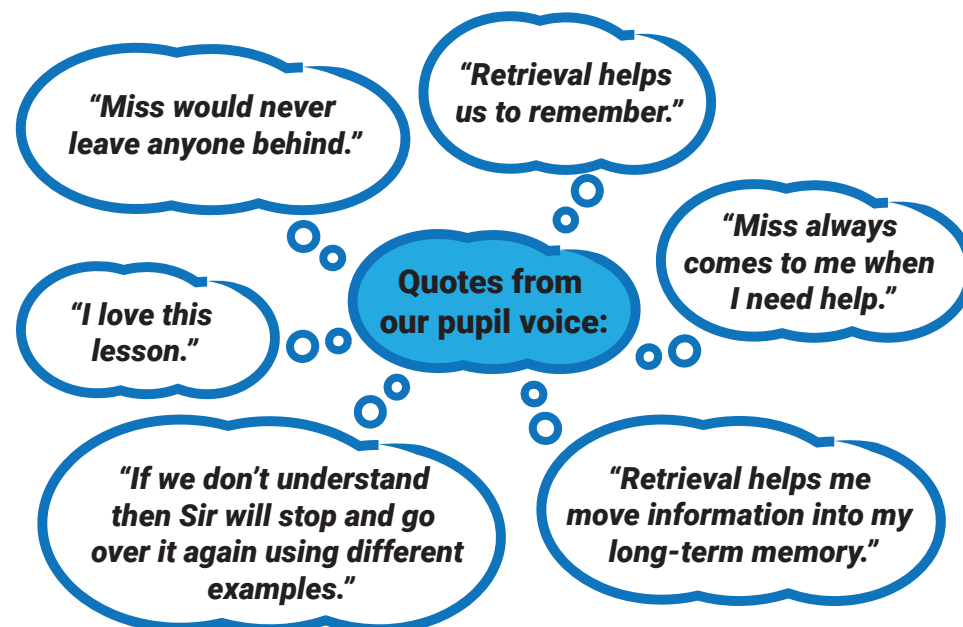 “Miss would never
leave anyone behind.”
“Retrieval helps
us to remember.”
“Miss always
comes to me when
I need help.”
Quotes from
our pupil voice:
“I love this
lesson.”
“If we don’t understand
then Sir will stop and go
over it again using different
examples.”
“Retrieval helps me
move information into my
long-term memory.”